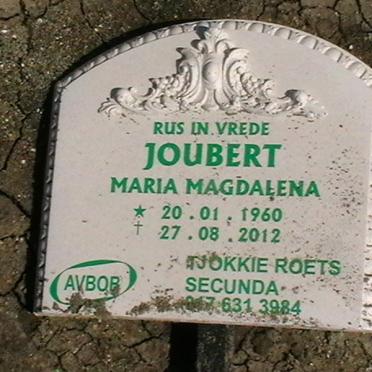 RUS IN VREDE
JOUBERT
MARIA MAGDALENA
* 20.01.1960
† 27.08.2012
AVBOB
TJOKKIE ROETS
SECUNDA
017 631 3984